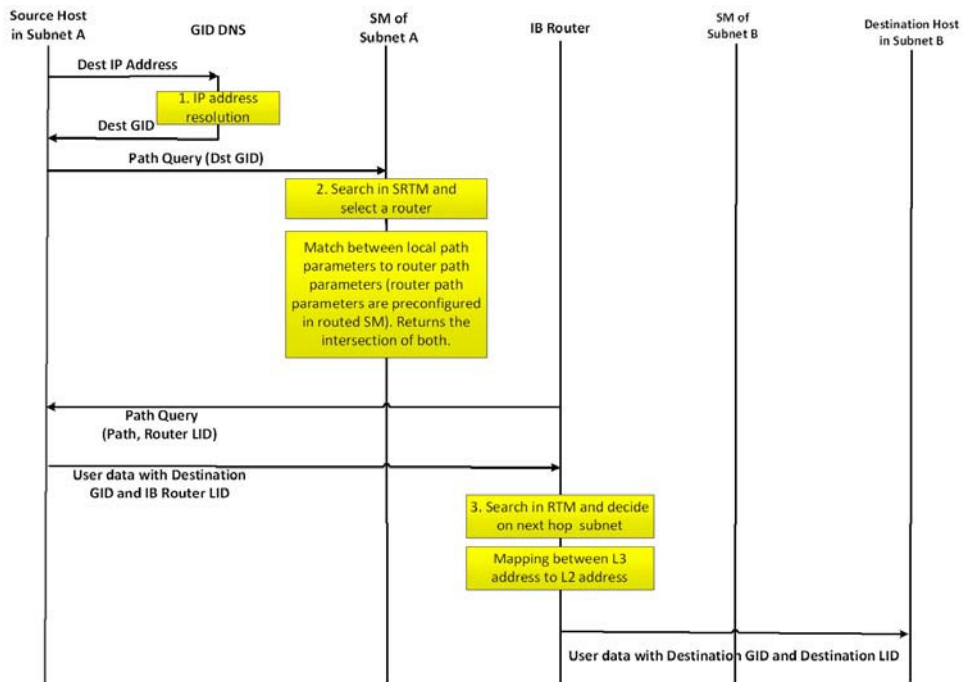 Source Host
in Subnet A
GID DNS
SM of
Subnet A
IB Router
SM of
Subnet B
Destination Host
in Subnet B
Dest IP Address
1. IP address
resolution
Dest GID
Path Query (Dst GID)
2. Search in SRTM and
select a router
Match between local path
parameters to router path
parameters (router path
parameters are preconfigured
in routed SM). Returns the
intersection of both.
Path Query
(Path, Router LID)
User data with Destination
GID and IB Router LID
3. Search in RTM and decide
on next hop subnet
Mapping between L3
address to L2 address
User data with Destination GID and Destination LID